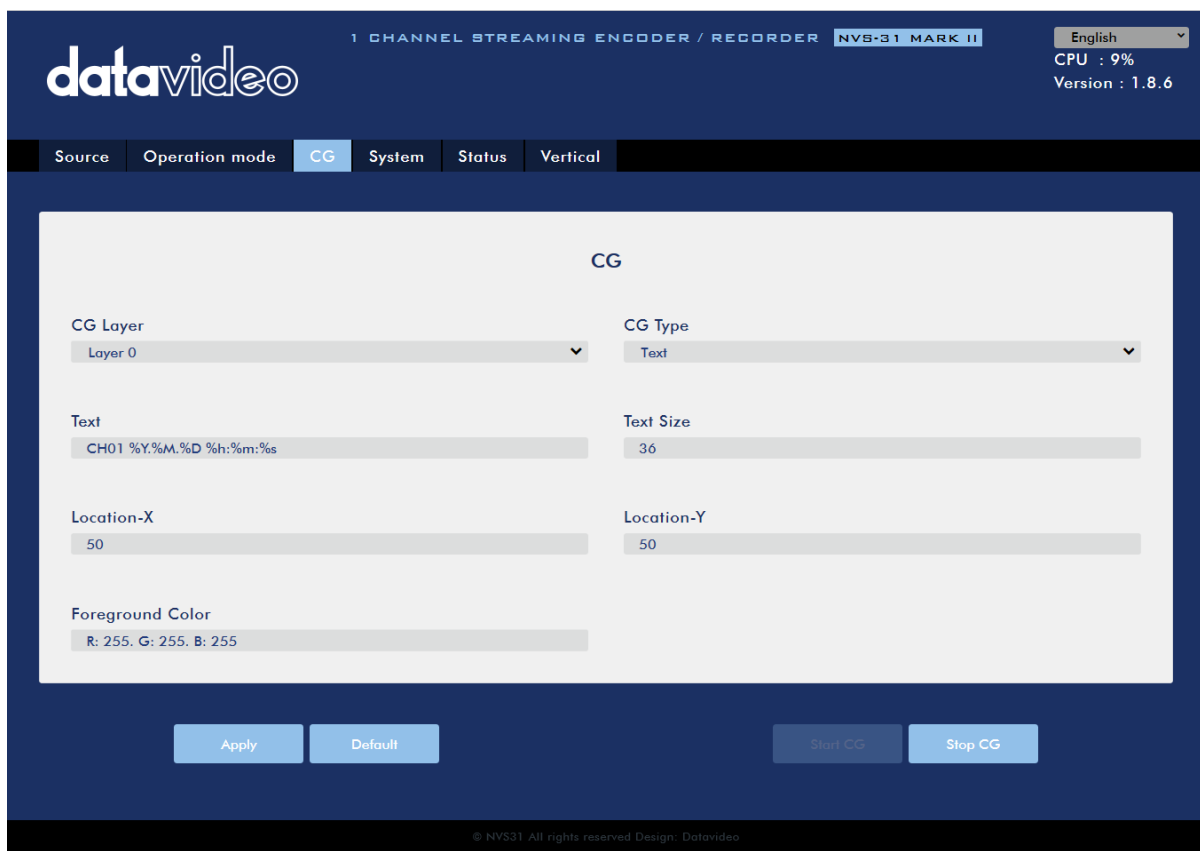 1 CHANNEL STREAMING ENCODER / RECORDER NVS-31 MARK II
English
datavideo
CPU : 9%
Version : 1.8.6
Source Operation mode CG System Status Vertical
CG
CG Layer CG Type
Layer 0 Text
Text Text Size
CH01 %Y.%M.%D %h:%m:%s 36
Location-X Location-Y
50 50
Foreground Color
R: 255. G: 255. B: 255
Apply Default Start CG Stop CG
© NVS31 All rights reserved Design: Datavideo